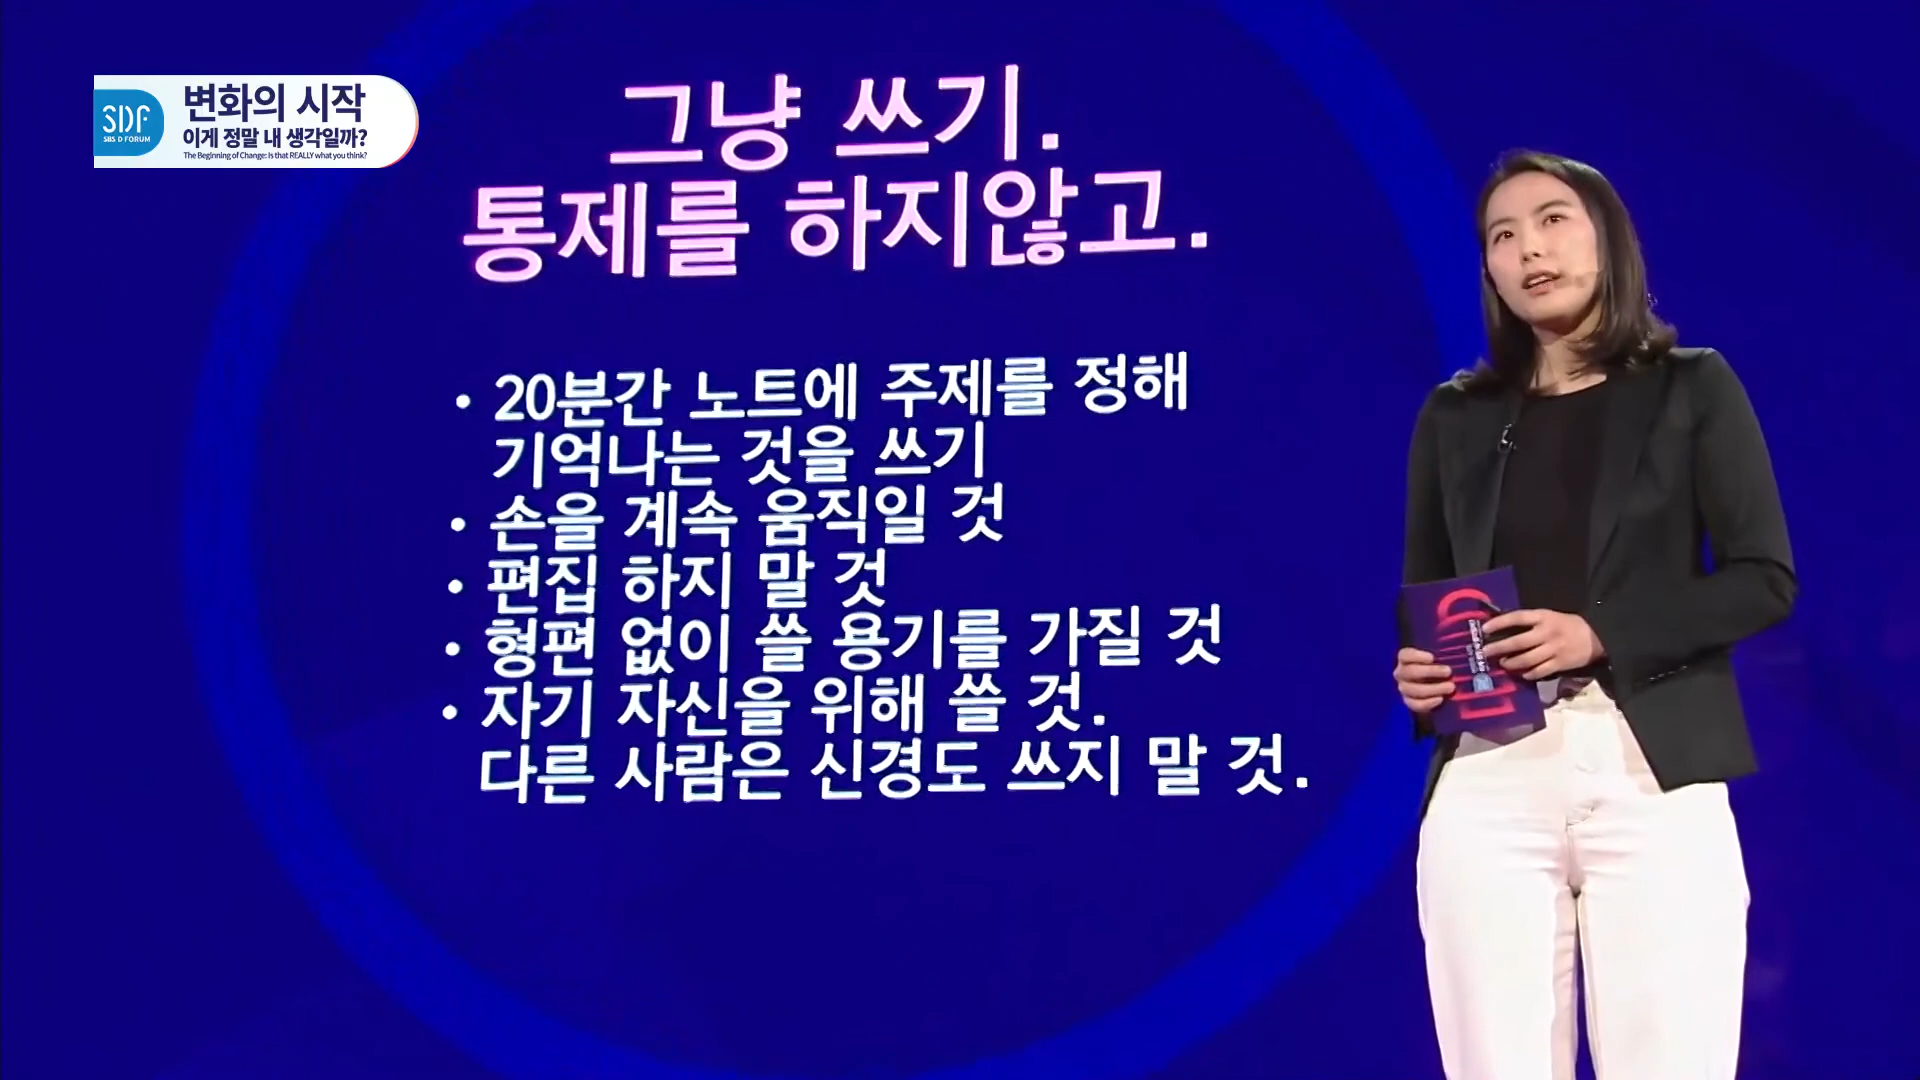 SDF
SBS D FORUM
변화의 시작
이게 정말 내 생각일까?
The Beginning of Change: Is that REALLY what you think?
그냥 쓰기.
통제를 하지않고.
• 20분간 노트에 주제를 정해
기억나는 것을 쓰기
• 손을 계속 움직일 것
• 편집 하지 말 것
• 형편 없이 쓸 용기를 가질 것
• 자기 자신을 위해 쓸 것.
다른 사람은 신경도 쓰지 말 것.